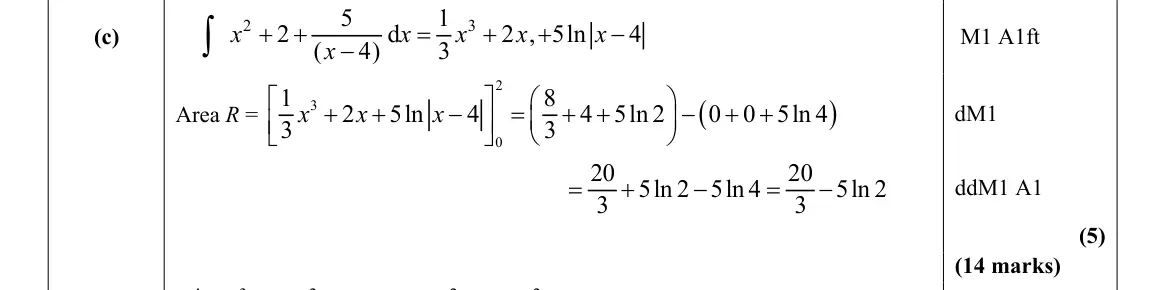 (c) ∫ x² + 2 + 5/(x − 4) dx = 1/3 x³ + 2x, +5 ln|x − 4| M1 A1ft
Area R = [1/3 x³ + 2x + 5 ln|x − 4|]₀² = (8/3 + 4 + 5 ln 2) − (0 + 0 + 5 ln 4) dM1
= 20/3 + 5 ln 2 − 5 ln 4 = 20/3 − 5 ln 2 ddM1 A1
(5)
(14 marks)